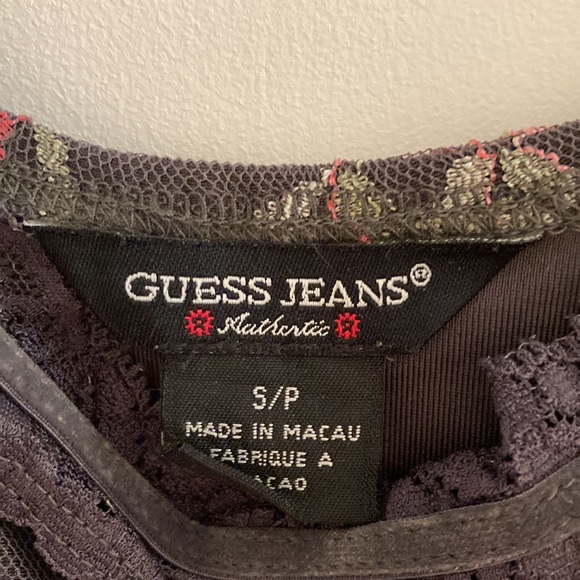 GUESS JEANS®
Authentic
S/P
MADE IN MACAU
FABRIQUE A
ACAO